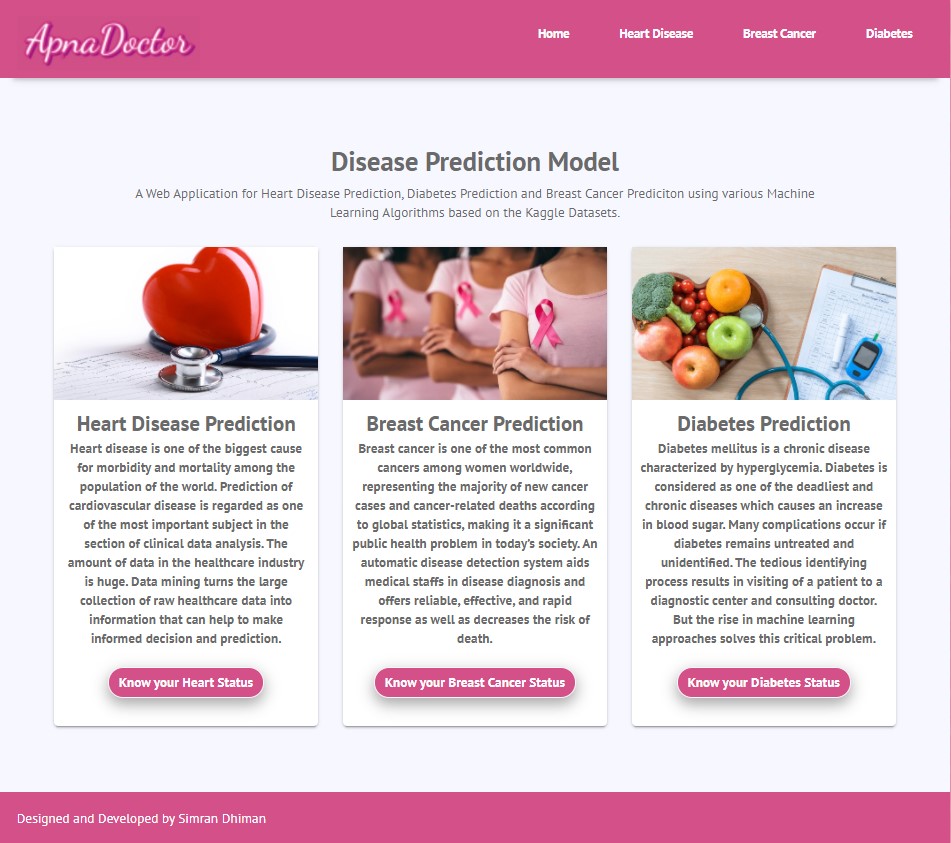 ApnaDoctor
Home Heart Disease Breast Cancer Diabetes
Disease Prediction Model
A Web Application for Heart Disease Prediction, Diabetes Prediction and Breast Cancer Prediciton using various Machine
Learning Algorithms based on the Kaggle Datasets.
Heart Disease Prediction
Heart disease is one of the biggest cause
for morbidity and mortality among the
population of the world. Prediction of
cardiovascular disease is regarded as one
of the most important subject in the
section of clinical data analysis. The
amount of data in the healthcare industry
is huge. Data mining turns the large
collection of raw healthcare data into
information that can help to make
informed decision and prediction.
Know your Heart Status
Breast Cancer Prediction
Breast cancer is one of the most common
cancers among women worldwide,
representing the majority of new cancer
cases and cancer-related deaths according
to global statistics, making it a significant
public health problem in today's society. An
automatic disease detection system aids
medical staffs in disease diagnosis and
offers reliable, effective, and rapid
response as well as decreases the risk of
death.
Know your Breast Cancer Status
Diabetes Prediction
Diabetes mellitus is a chronic disease
characterized by hyperglycemia. Diabetes is
considered as one of the deadliest and
chronic diseases which causes an increase
in blood sugar. Many complications occur if
diabetes remains untreated and
unidentified. The tedious identifying
process results in visiting of a patient to a
diagnostic center and consulting doctor.
But the rise in machine learning
approaches solves this critical problem.
Know your Diabetes Status
Designed and Developed by Simran Dhiman